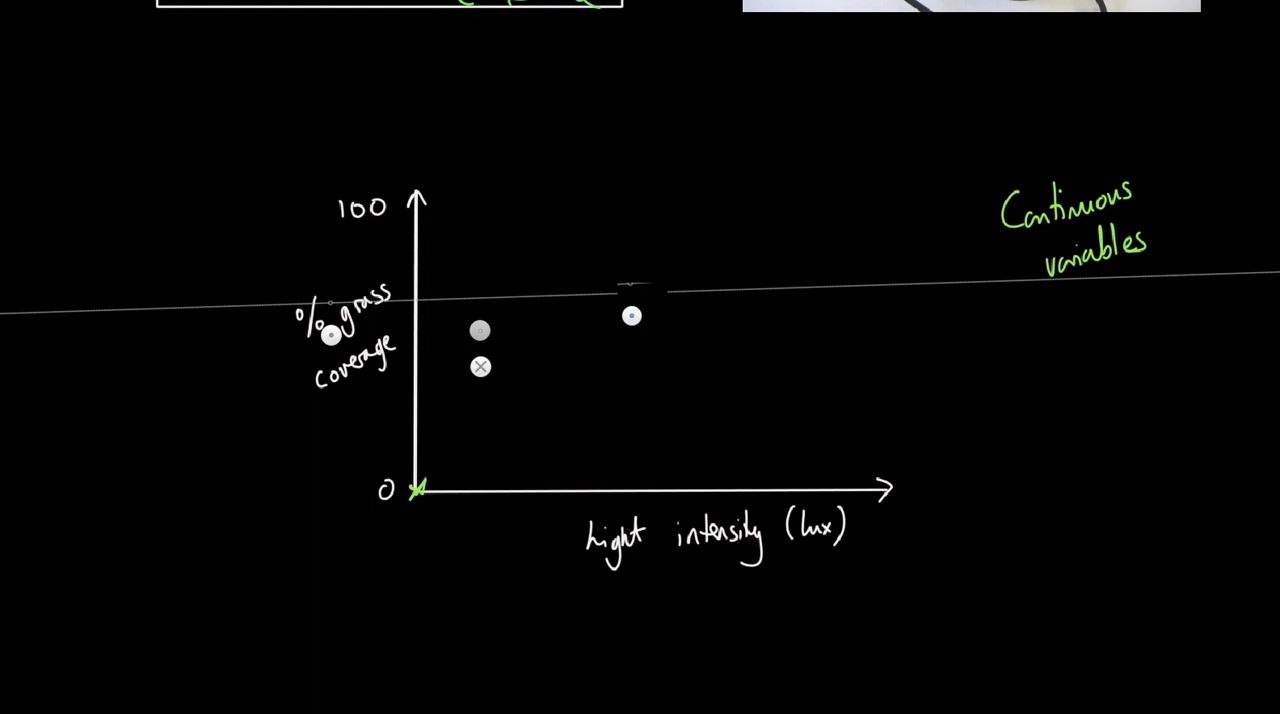 100
% grass
coverage
0
Light intensity (lux)
Continuous
variables